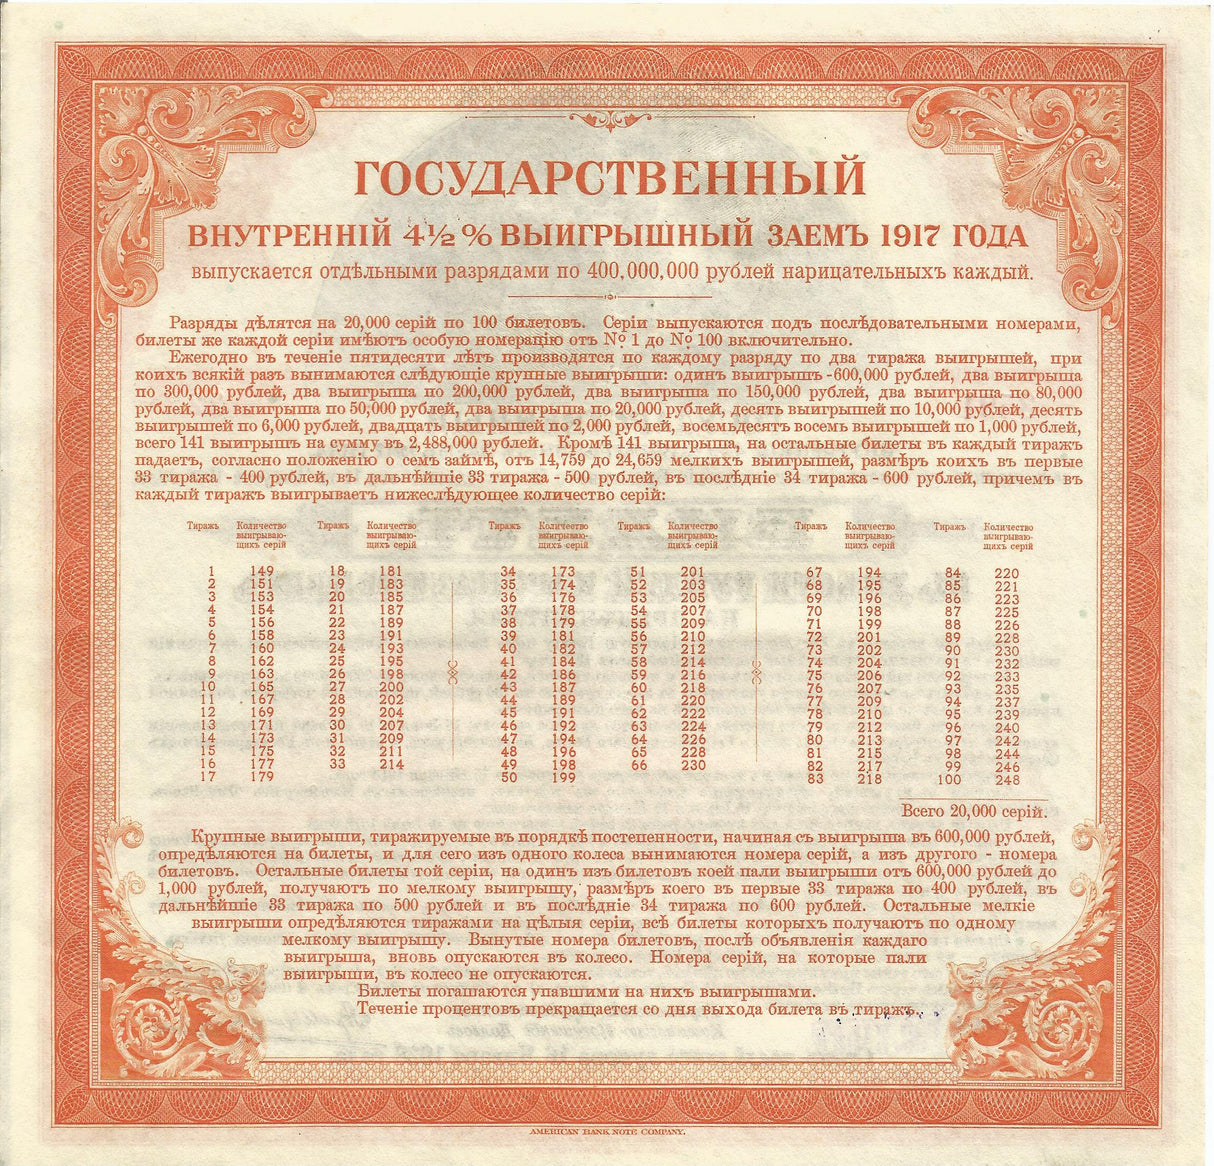 ГОСУДАРСТВЕННЫЙ
ВНУТРЕННІЙ 4½% ВЫИГРЫШНЫЙ ЗАЕМЪ 1917 ГОДА
выпускается отдѣльными разрядами по 400,000,000 рублей нарицательныхъ каждый.
Разряды дѣлятся на 20,000 серій по 100 билетовъ. Серіи выпускаются подъ послѣдовательными номерами,
билеты же каждой серіи имѣютъ особую номерацію отъ № 1 до № 100 включительно.
Ежегодно въ теченіе пятидесяти лѣтъ производятся по каждому разряду по два тиража выигрышей, при
коихъ всякій разъ вынимаются слѣдующіе крупные выигрыши: одинъ выигрышъ -600,000 рублей, два выигрыша
по 300,000 рублей, два выигрыша по 200,000 рублей, два выигрыша по 150,000 рублей, два выигрыша по 80,000
рублей, два выигрыша по 50,000 рублей, два выигрыша по 20,000 рублей, десять выигрышей по 10,000 рублей, десять
выигрышей по 6,000 рублей, двадцать выигрышей по 2,000 рублей, восемьдесятъ восемь выигрышей по 1,000 рублей,
всего 141 выигрышъ на сумму въ 2,488,000 рублей. Кромѣ 141 выигрыша, на остальные билеты въ каждый тиражъ
падаетъ, согласно положенію о семъ займѣ, отъ 14,759 до 24,659 мелкихъ выигрышей, размѣръ коихъ въ первые
33 тиража - 400 рублей, въ дальнѣйшіе 33 тиража - 500 рублей, въ послѣдніе 34 тиража - 600 рублей, причемъ въ
каждый тиражъ выигрываетъ нижеслѣдующее количество серій:
Тиражъ Количество Тиражъ Количество Тиражъ Количество Тиражъ Количество Тиражъ Количество Тиражъ Количество
выигрываю- выигрываю- выигрываю- выигрываю- выигрываю- выигрываю-
щихъ серій щихъ серій щихъ серій щихъ серій щихъ серій щихъ серій
1 149 18 181 34 173 51 201 67 194 84 220
2 151 19 183 35 174 52 203 68 195 85 221
3 153 20 185 36 176 53 205 69 196 86 223
4 154 21 187 37 178 54 207 70 198 87 225
5 156 22 189 38 179 55 209 71 199 88 226
6 158 23 191 39 181 56 210 72 201 89 228
7 160 24 193 40 182 57 212 73 202 90 230
8 162 25 195 41 184 58 214 74 204 91 232
9 163 26 198 42 186 59 216 75 206 92 233
10 165 27 200 43 187 60 218 76 207 93 235
11 167 28 202 44 189 61 220 77 209 94 237
12 169 29 204 45 191 62 222 78 210 95 239
13 171 30 207 46 192 63 224 79 212 96 240
14 173 31 209 47 194 64 226 80 213 97 242
15 175 32 211 48 196 65 228 81 215 98 244
16 177 33 214 49 198 66 230 82 217 99 246
17 179 50 199 83 218 100 248
Всего 20,000 серій.
Крупные выигрыши, тиражируемые въ порядкѣ постепенности, начиная съ выигрыша въ 600,000 рублей,
опредѣляются на билеты, и для сего изъ одного колеса вынимаются номера серій, а изъ другого - номера
билетовъ. Остальные билеты той серіи, на одинъ изъ билетовъ коей пали выигрыши отъ 600,000 рублей до
1,000 рублей, получаютъ по мелкому выигрышу, размѣръ коего въ первые 33 тиража по 400 рублей, въ
дальнѣйшіе 33 тиража по 500 рублей и въ послѣдніе 34 тиража по 600 рублей. Остальные мелкіе
выигрыши опредѣляются тиражами на цѣлыя серіи, всѣ билеты которыхъ получаютъ по одному
мелкому выигрышу. Вынутые номера билетовъ, послѣ объявленія каждаго
выигрыша, вновь опускаются въ колесо. Номера серій, на которые пали
выигрыши, въ колесо не опускаются.
Билеты погашаются упавшими на нихъ выигрышами.
Теченіе процентовъ прекращается со дня выхода билета въ тиражъ.
AMERICAN BANK NOTE COMPANY.